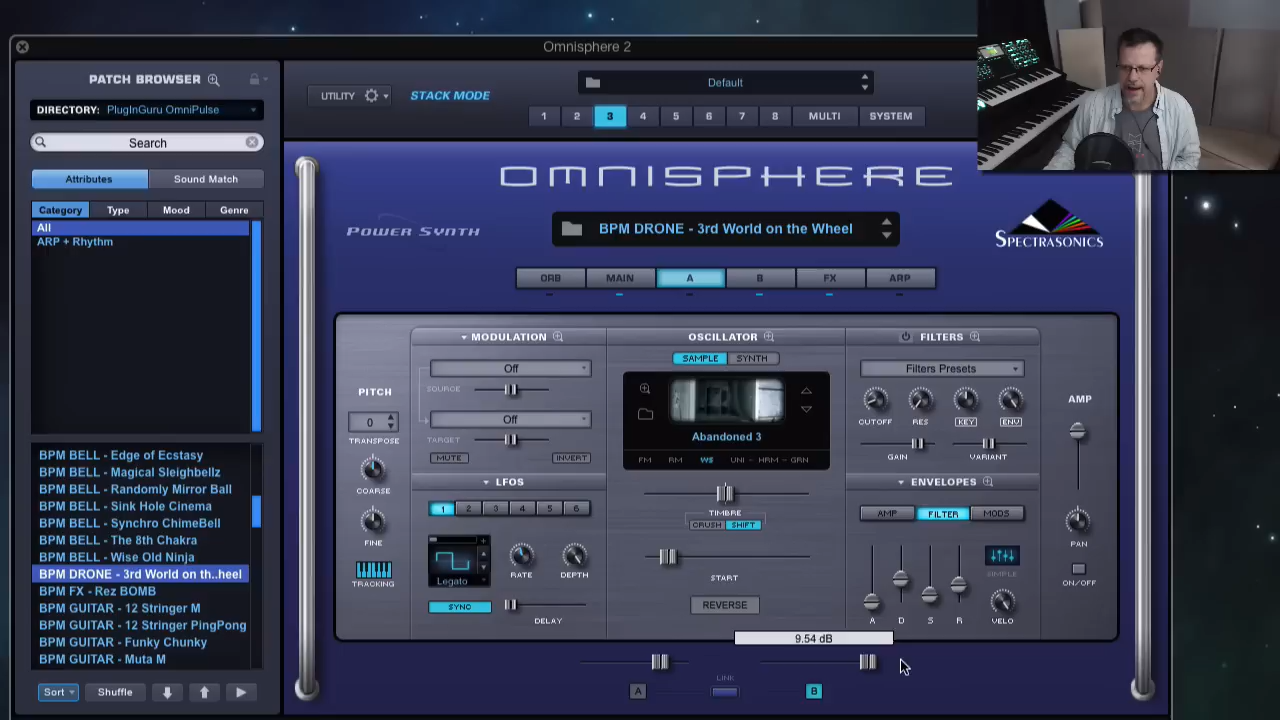 Omnisphere 2
PATCH BROWSER
DIRECTORY: PlugInGuru OmniPulse
Search
Attributes Sound Match
Category Type Mood Genre
All
ARP + Rhythm
BPM BELL - Edge of Ecstasy
BPM BELL - Magical Sleighbellz
BPM BELL - Randomly Mirror Ball
BPM BELL - Sink Hole Cinema
BPM BELL - Synchro ChimeBell
BPM BELL - The 8th Chakra
BPM BELL - Wise Old Ninja
BPM DRONE - 3rd World on th..heel
BPM FX - Rez BOMB
BPM GUITAR - 12 Stringer M
BPM GUITAR - 12 Stringer PingPong
BPM GUITAR - Funky Chunky
BPM GUITAR - Muta M
Sort Shuffle
UTILITY STACK MODE
Default
1 2 3 4 5 6 7 8 MULTI SYSTEM
OMNISPHERE
POWER SYNTH
BPM DRONE - 3rd World on the Wheel
SPECTRASONICS
ORB MAIN A B FX ARP
PITCH
0
TRANSPOSE
COARSE
FINE
TRACKING
MODULATION
Off
SOURCE
Off
TARGET
MUTE INVERT
LFOS
1 2 3 4 5 6
Legato
RATE DEPTH
SYNC
DELAY
OSCILLATOR
SAMPLE SYNTH
Abandoned 3
FM RM WS UNI - HRM - GRN
TIMBRE
CRUSH SHIFT
START
REVERSE
FILTERS
Filters Presets
CUTOFF RES KEY ENV
GAIN VARIANT
ENVELOPES
AMP FILTER MODS
SIMPLE
A D S R VELO
AMP
PAN
ON/OFF
9.54 dB
LINK
A B